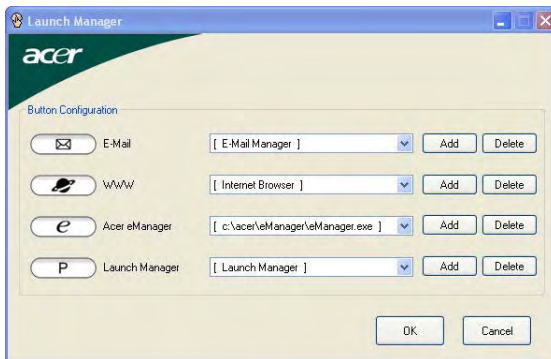 Launch Manager
acer
Button Configuration
E-Mail [ E-Mail Manager ] Add Delete
WWW [ Internet Browser ] Add Delete
e Acer eManager [ c:\acer\eManager\eManager.exe ] Add Delete
P Launch Manager [ Launch Manager ] Add Delete
OK Cancel